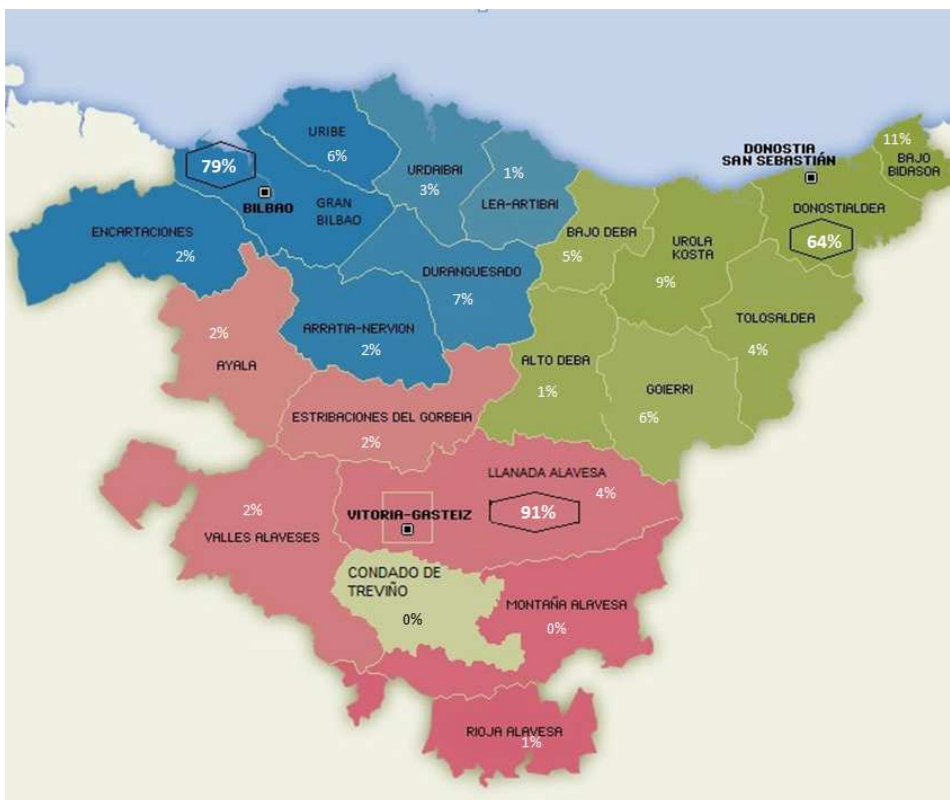 URIBE
6%
79%
BILBAO
GRAN
BILBAO
ENCARTACIONES
2%
URDAIBAI
3%
1%
LEA-ARTIBAI
DURANGUESADO
7%
ARRATIA-NERVION
2%
DONOSTIA
SAN SEBASTIÁN
11%
BAJO
BIDASOA
DONOSTIALDEA
64%
BAJO DEBA
5%
UROLA
KOSTA
9%
TOLOSALDEA
4%
ALTO DEBA
1%
GOIERRI
6%
2%
AYALA
ESTRIBACIONES DEL GORBEIA
2%
LLANADA ALAVESA
4%
91%
VITORIA-GASTEIZ
2%
VALLES ALAVESES
CONDADO DE
TREVIÑO
0%
MONTAÑA ALAVESA
0%
RIOJA ALAVESA
1%